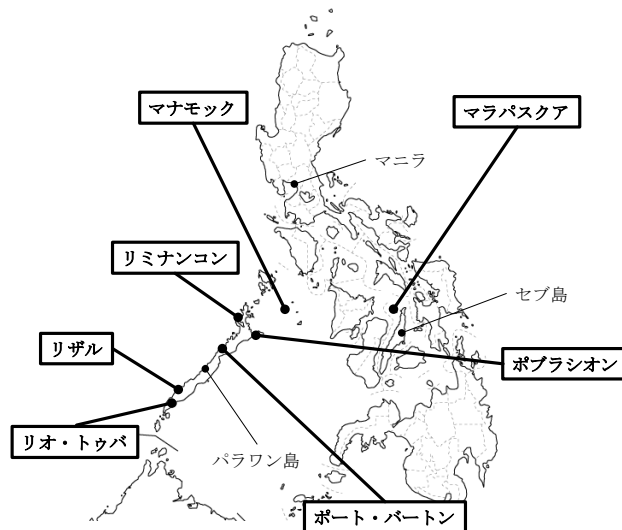 マナモック
マラパスクア
マニラ
リミナンコン
セブ島
リザル
ポブラシオン
リオ・トゥバ
パラワン島
ポート・バートン